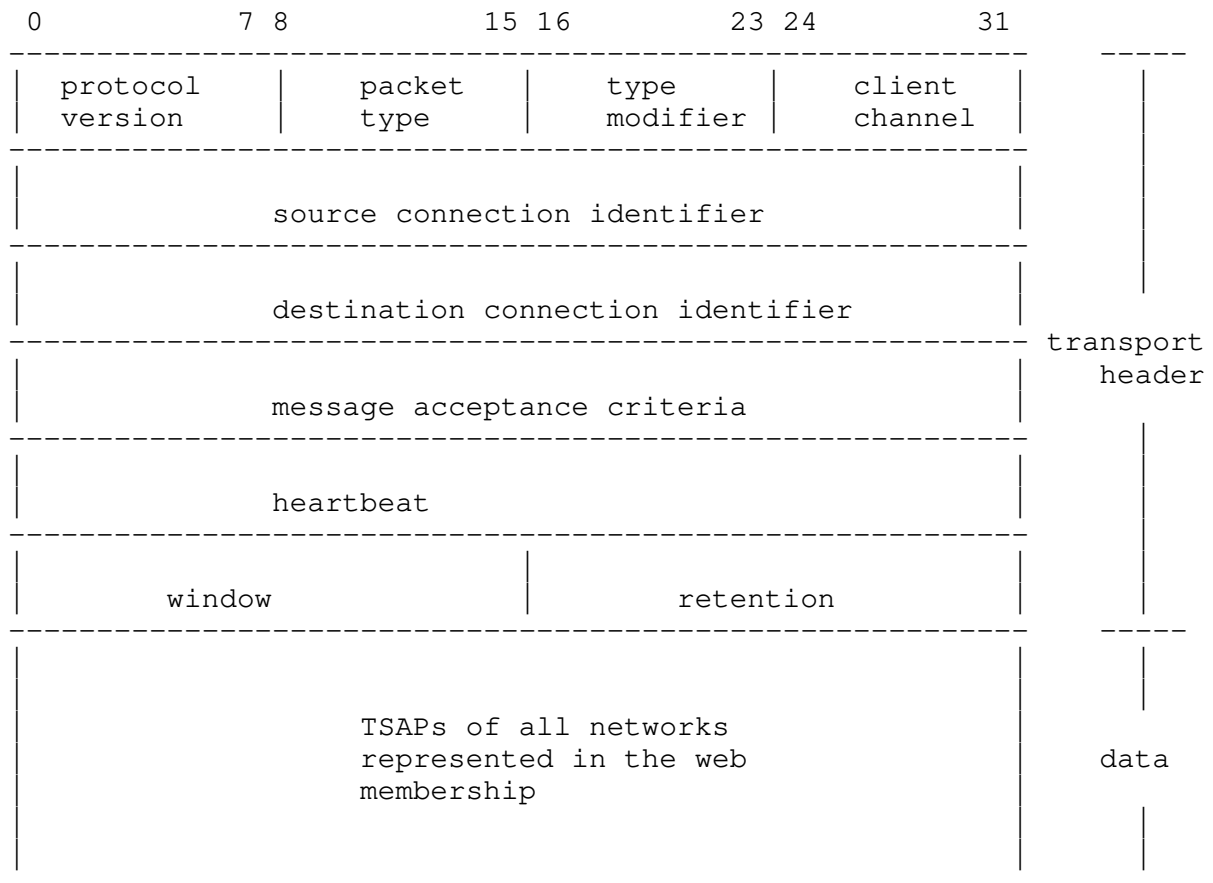 0 7 8 15 16 23 24 31
protocol packet type client
version type modifier channel
source connection identifier
destination connection identifier
transport
header
message acceptance criteria
heartbeat
window retention
TSAPs of all networks
represented in the web data
membership